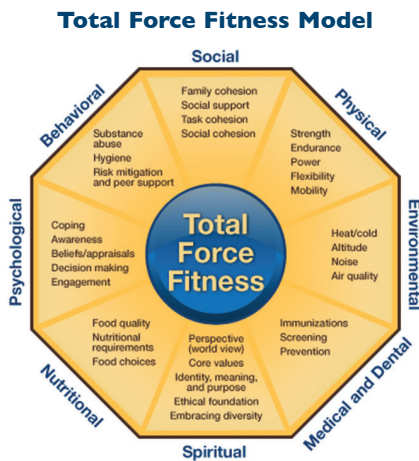 Total Force Fitness Model
Social
Family cohesion
Social support
Task cohesion
Social cohesion
Physical
Strength
Endurance
Power
Flexibility
Mobility
Environmental
Heat/cold
Altitude
Noise
Air quality
Medical and Dental
Immunizations
Screening
Prevention
Spiritual
Perspective
(world view)
Core values
Identity, meaning,
and purpose
Ethical foundation
Embracing diversity
Nutritional
Food quality
Nutritional
requirements
Food choices
Psychological
Coping
Awareness
Beliefs/appraisals
Decision making
Engagement
Behavioral
Substance
abuse
Hygiene
Risk mitigation
and peer support
Total
Force
Fitness